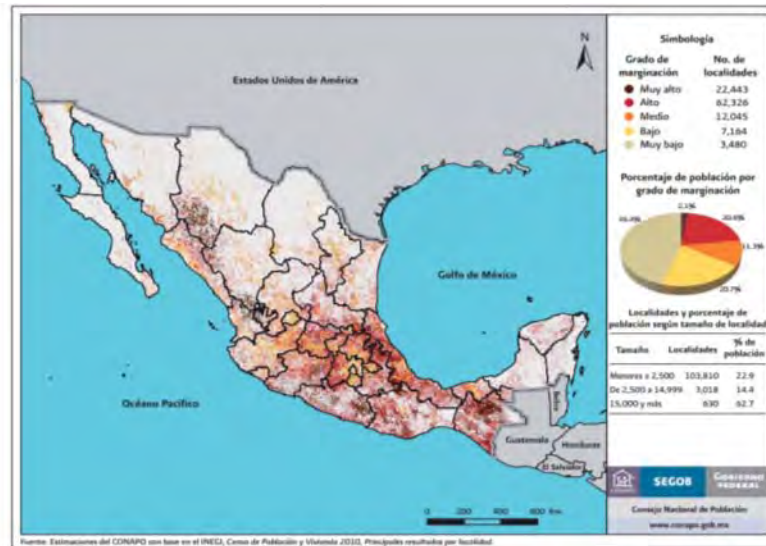 N
Estados Unidos de América
Golfo de México
Océano Pacífico
Belice
Guatemala
Honduras
El Salvador
0 200 400 600 Km.
Simbología
Grado de marginación No. de localidades
Muy alto 22,443
Alto 62,326
Medio 12,045
Bajo 7,164
Muy bajo 3,480
Porcentaje de población por
grado de marginación
20.6%
20.7%
Localidades y porcentaje de
población según tamaño de localidad
Tamaño Localidades % de población
Menores a 2,500 103,810 22.9
De 2,500 a 14,999 3,018 14.4
15,000 y más 630 62.7
SEGOB
GOBIERNO
FEDERAL
Consejo Nacional de Población
www.conapo.gob.mx
Fuente: Estimaciones del CONAPO con base en el INEGI, Censo de Población y Vivienda 2010, Principales resultados por localidad.